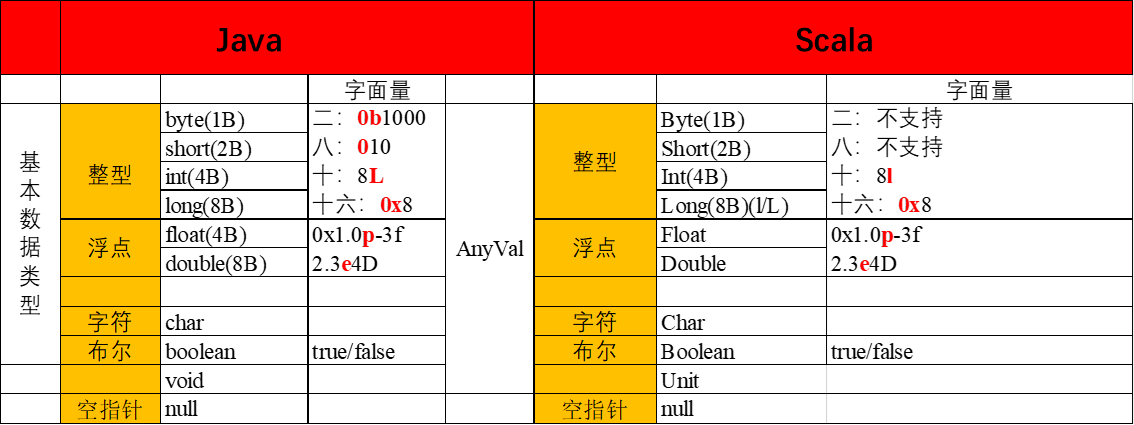 Java Scala
字面量 字面量
基本数据类型 整型 byte(1B) 二：0b1000 AnyVal 整型 Byte(1B) 二：不支持
short(2B) 八：010 Short(2B) 八：不支持
int(4B) 十：8L Int(4B) 十：8l
long(8B) 十六：0x8 Long(8B)(l/L) 十六：0x8
浮点 float(4B) 0x1.0p-3f 浮点 Float 0x1.0p-3f
double(8B) 2.3e4D Double 2.3e4D
字符 char 字符 Char
布尔 boolean true/false 布尔 Boolean true/false
void Unit
空指针 null 空指针 null